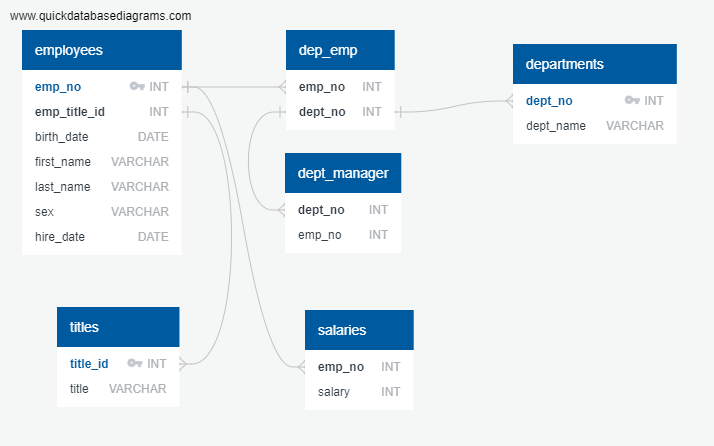 www.quickdatabasediagrams.com
employees
emp_no INT
emp_title_id INT
birth_date DATE
first_name VARCHAR
last_name VARCHAR
sex VARCHAR
hire_date DATE
dep_emp
emp_no INT
dept_no INT
departments
dept_no INT
dept_name VARCHAR
dept_manager
dept_no INT
emp_no INT
titles
title_id INT
title VARCHAR
salaries
emp_no INT
salary INT